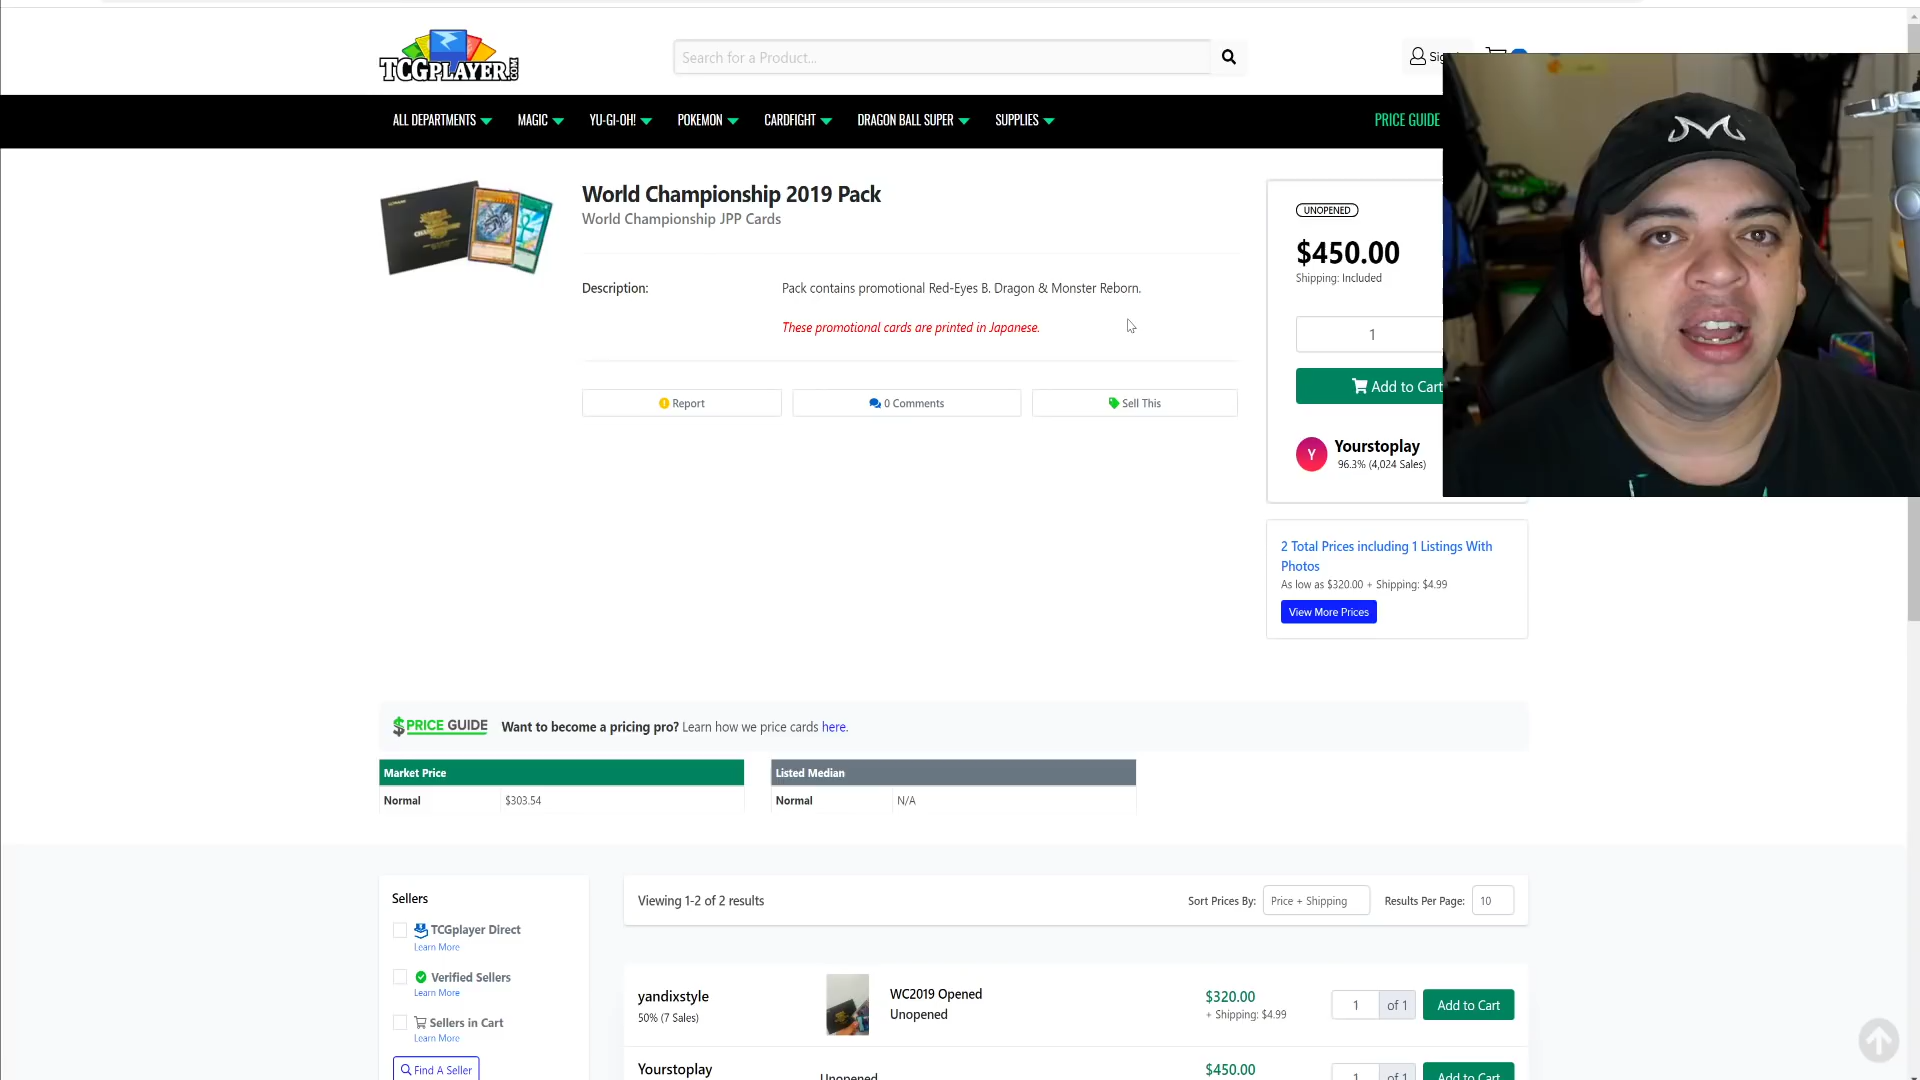 TCGPLAYER.COM
Search for a Product...
ALL DEPARTMENTS
MAGIC
YU-GI-OH!
POKEMON
CARDFIGHT
DRAGON BALL SUPER
SUPPLIES
PRICE GUIDE
World Championship 2019 Pack
World Championship JPP Cards
Description:
Pack contains promotional Red-Eyes B. Dragon & Monster Reborn.
These promotional cards are printed in Japanese.
Report
0 Comments
Sell This
UNOPENED
$450.00
Shipping: Included
1
Add to Cart
Y
Yourstoplay
96.3% (4,024 Sales)
2 Total Prices including 1 Listings With
Photos
As low as $320.00 + Shipping: $4.99
View More Prices
$PRICE GUIDE
Want to become a pricing pro? Learn how we price cards here.
Market Price
Normal
$303.54
Listed Median
Normal
N/A
Sellers
TCGplayer Direct
Learn More
Verified Sellers
Learn More
Sellers in Cart
Learn More
Find A Seller
Viewing 1-2 of 2 results
Sort Prices By:
Price + Shipping
Results Per Page:
10
yandixstyle
50% (7 Sales)
WC2019 Opened
Unopened
$320.00
+ Shipping: $4.99
1
of 1
Add to Cart
Yourstoplay
Unopened
$450.00
1
of 1
Add to Cart